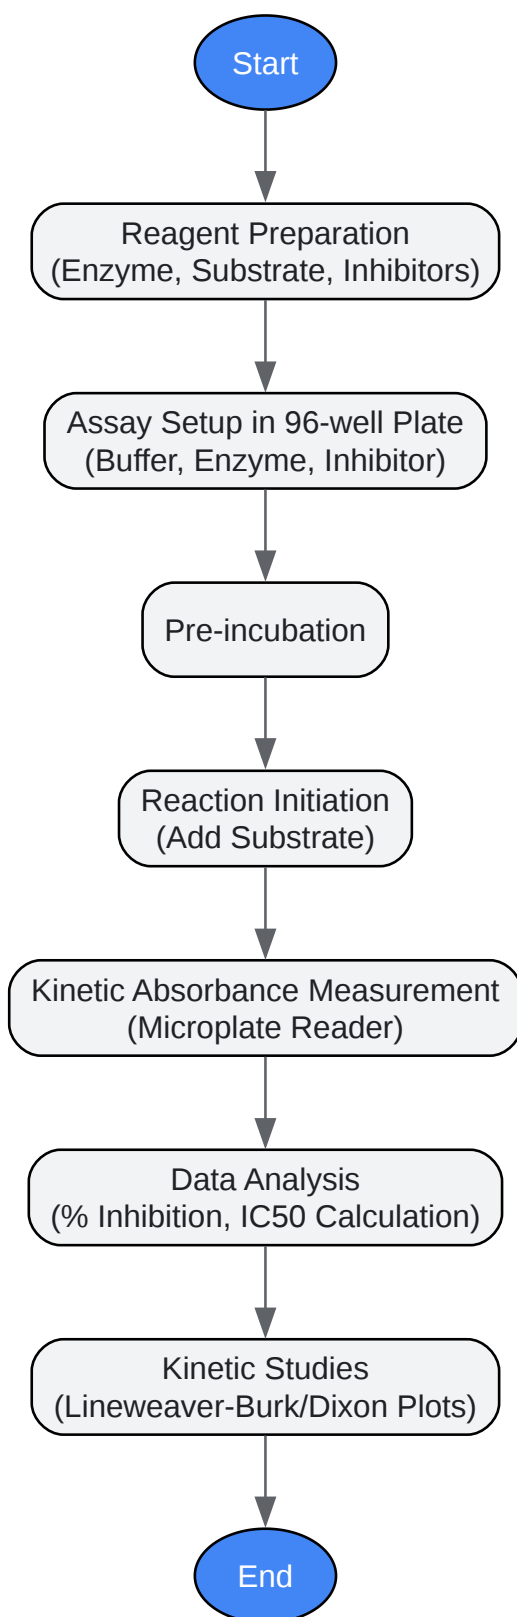 Start
Reagent Preparation
(Enzyme, Substrate, Inhibitors)
Assay Setup in 96-well Plate
(Buffer, Enzyme, Inhibitor)
Pre-incubation
Reaction Initiation
(Add Substrate)
Kinetic Absorbance Measurement
(Microplate Reader)
Data Analysis
(% Inhibition, IC50 Calculation)
Kinetic Studies
(Lineweaver-Burk/Dixon Plots)
End